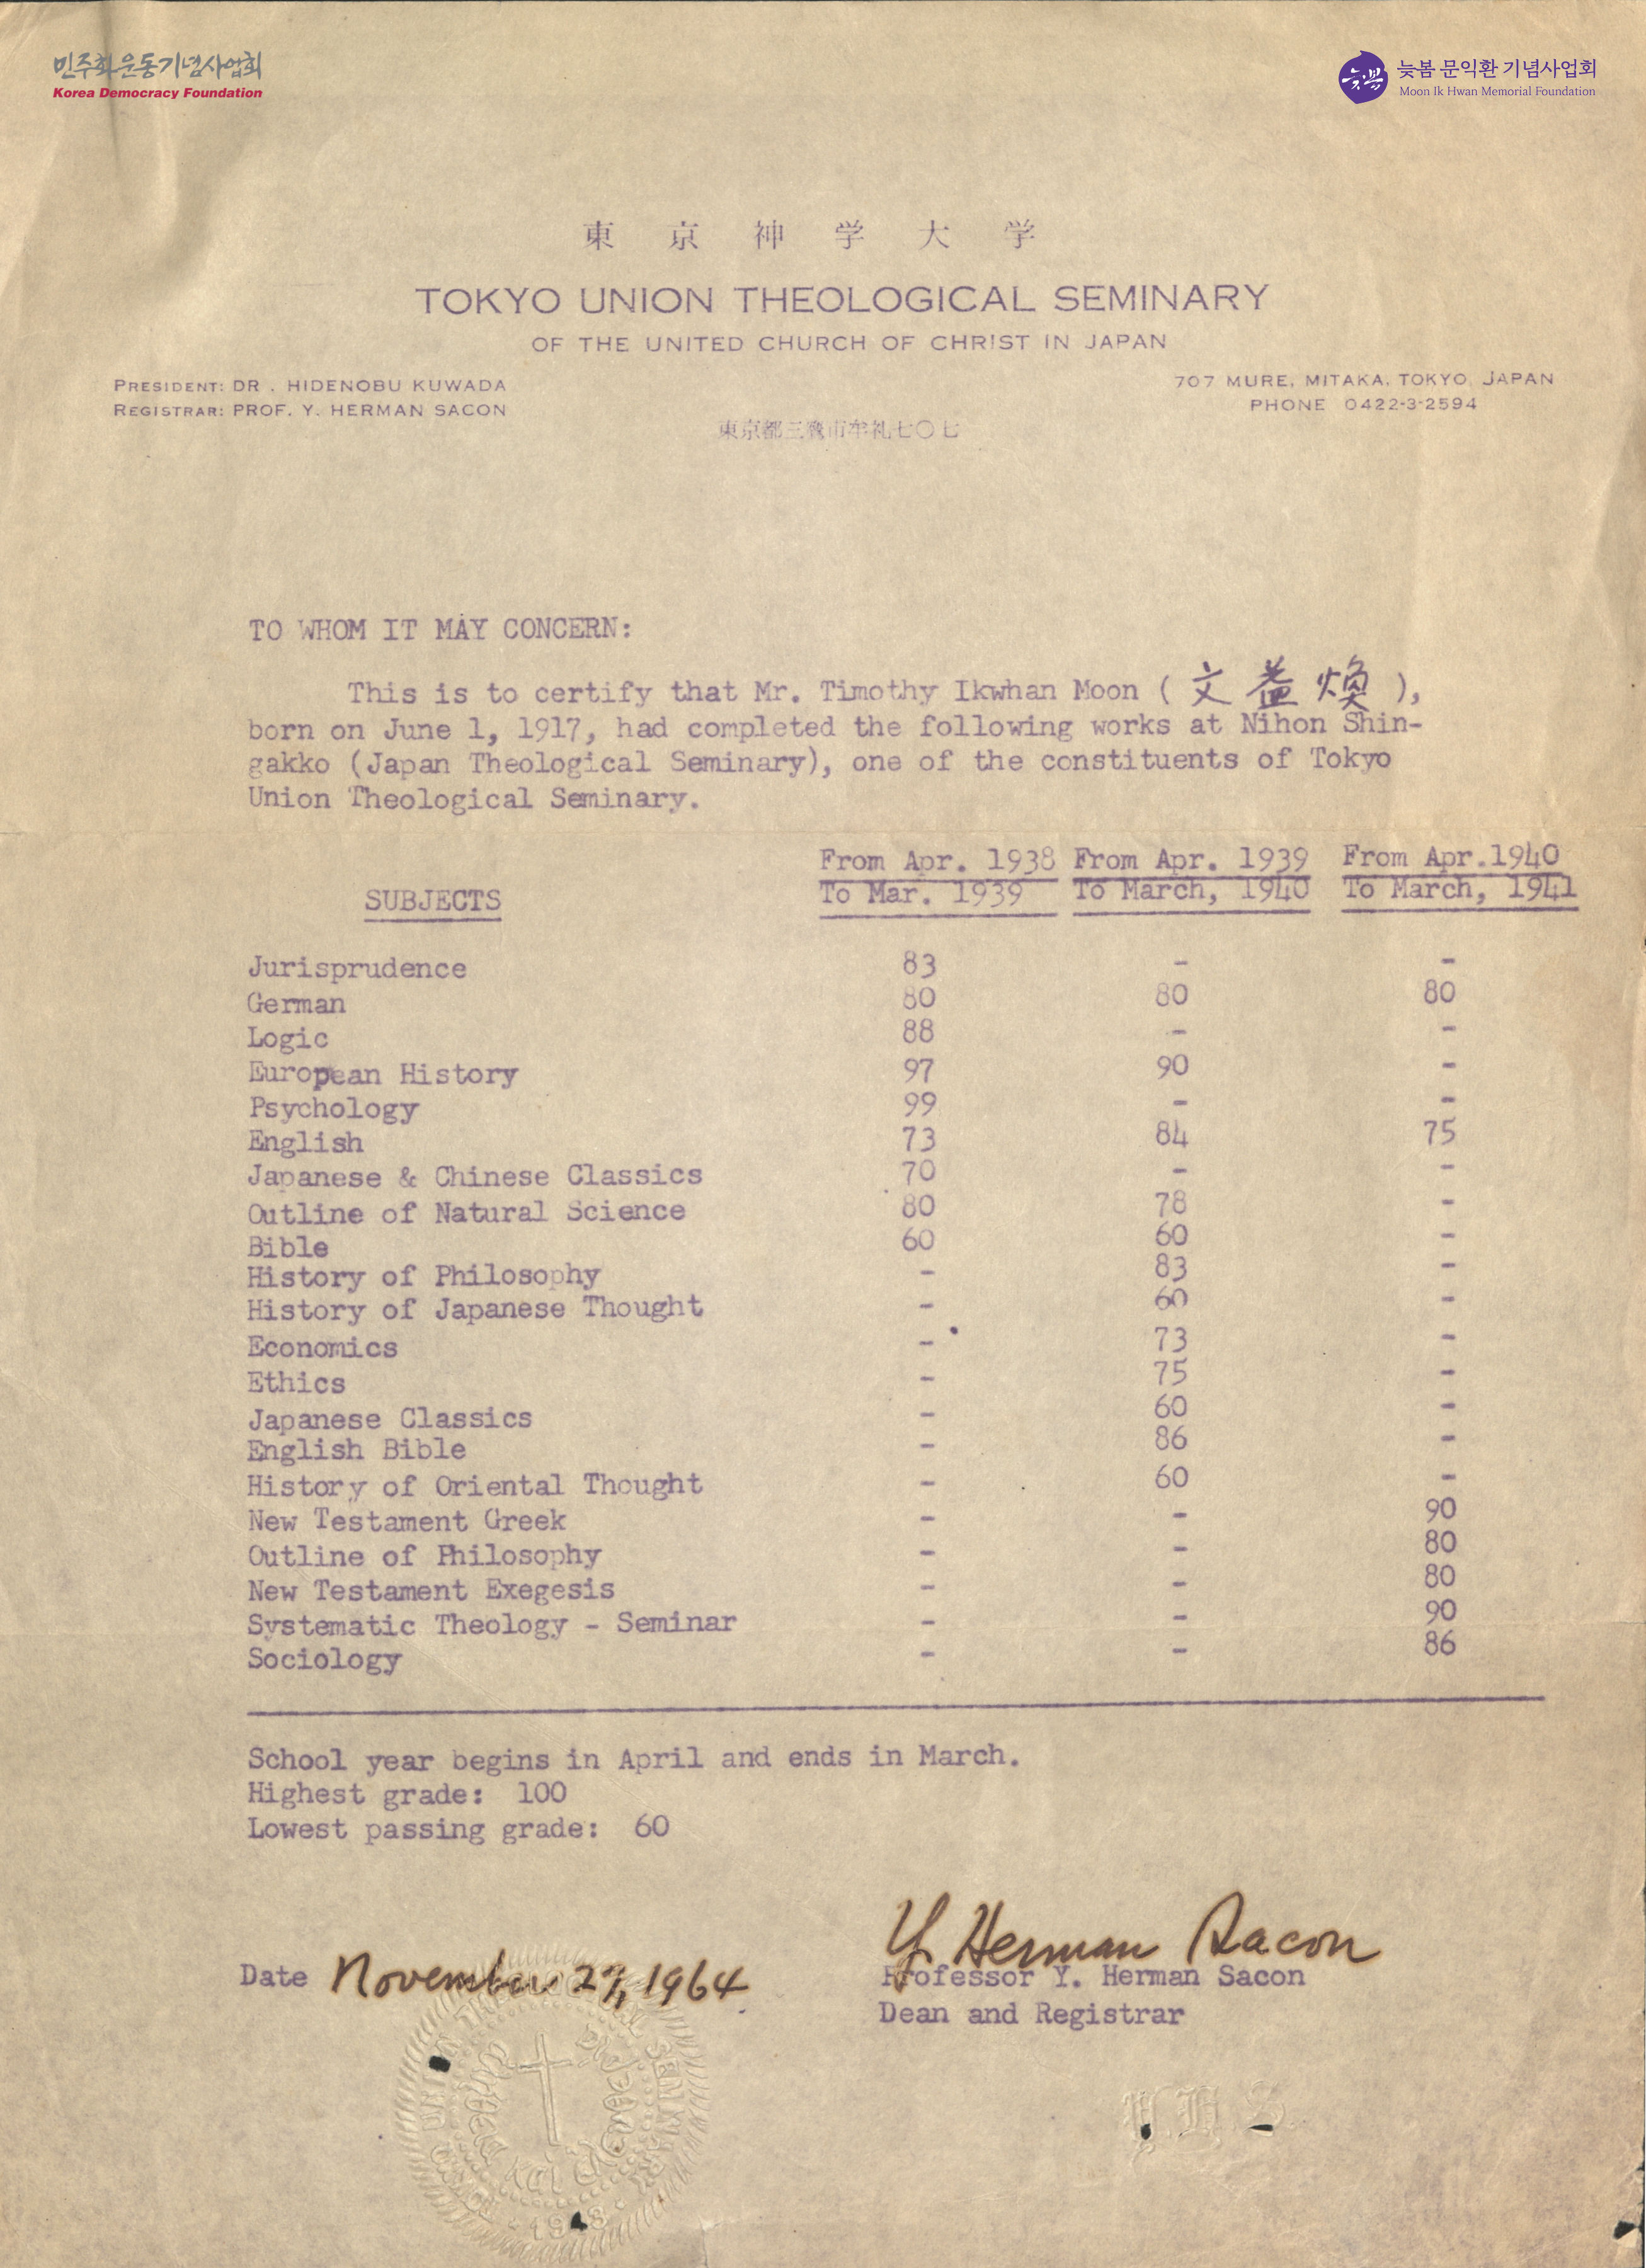 민주화운동기념사업회
Korea Democracy Foundation
늦봄
늦봄 문익환 기념사업회
Moon Ik Hwan Memorial Foundation
東京神学大学
TOKYO UNION THEOLOGICAL SEMINARY
OF THE UNITED CHURCH OF CHRIST IN JAPAN
PRESIDENT: DR . HIDENOBU KUWADA
REGISTRAR: PROF. Y. HERMAN SACON
707 MURE, MITAKA, TOKYO, JAPAN
PHONE 0422-3-2594
東京都三鷹市牟礼七〇七
TO WHOM IT MAY CONCERN:
This is to certify that Mr. Timothy Ikwhan Moon ( 文益煥 ),
born on June 1, 1917, had completed the following works at Nihon Shin-
gakko (Japan Theological Seminary), one of the constituents of Tokyo
Union Theological Seminary.
From Apr. 1938 From Apr. 1939 From Apr.1940
SUBJECTS To Mar. 1939 To March, 1940 To March, 1941
Jurisprudence 83 - -
German 80 80 80
Logic 88 - -
European History 97 90 -
Psychology 99 - -
English 73 84 75
Japanese & Chinese Classics 70 - -
Outline of Natural Science 80 78 -
Bible 60 60 -
History of Philosophy - 83 -
History of Japanese Thought - 60 -
Economics - 73 -
Ethics - 75 -
Japanese Classics - 60 -
English Bible - 86 -
History of Oriental Thought - 60 -
New Testament Greek - - 90
Outline of Philosophy - - 80
New Testament Exegesis - - 80
Systematic Theology - Seminar - - 90
Sociology - - 86
School year begins in April and ends in March.
Highest grade: 100
Lowest passing grade: 60
Y. Herman Sacon
Date November 27, 1964
Professor Y. Herman Sacon
Dean and Registrar
Y. H. S.